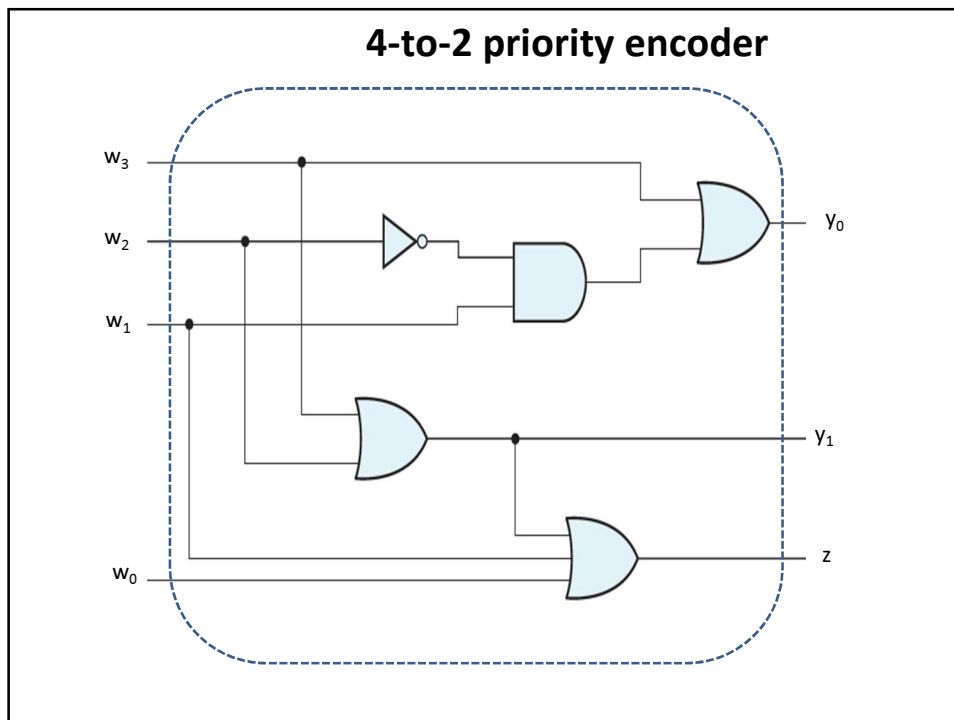 4-to-2 priority encoder
w₃
y₀
w₂
w₁
y₁
z
w₀